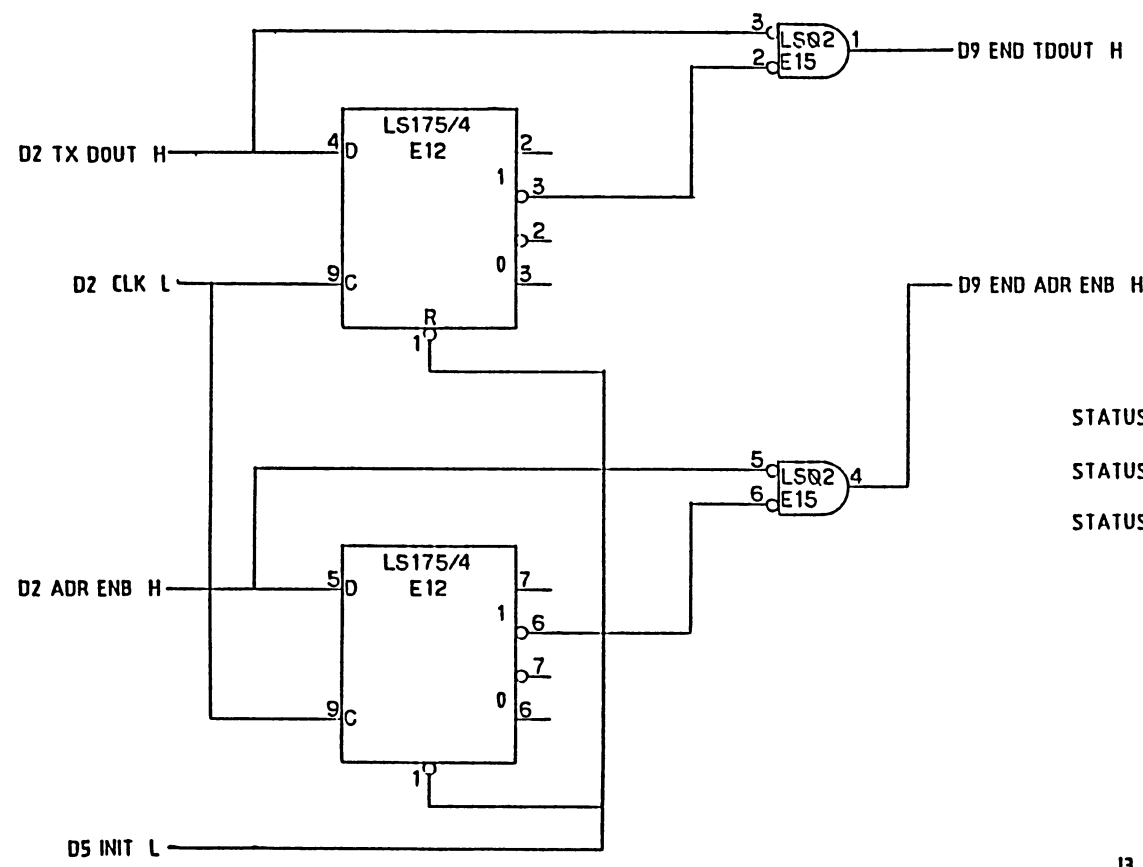 3
LS02
1
D9 END TDOUT H
2
E15
LS175/4
E12
D2 TX DOUT H
4
D
2
1
3
2
D2 CLK L
9
C
0
3
D9 END ADR ENB H
R
1
STATUS
5
LS02
4
STATUS
6
E15
STATUS
LS175/4
E12
D2 ADR ENB H
5
D
7
1
6
7
0
9
C
6
1
D5 INIT L
13